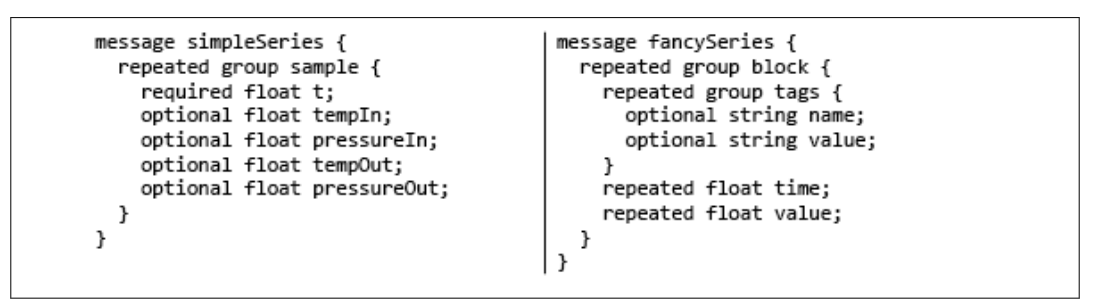 message simpleSeries {
  repeated group sample {
    required float t;
    optional float tempIn;
    optional float pressureIn;
    optional float tempOut;
    optional float pressureOut;
  }
}
message fancySeries {
  repeated group block {
    repeated group tags {
      optional string name;
      optional string value;
    }
    repeated float time;
    repeated float value;
  }
}